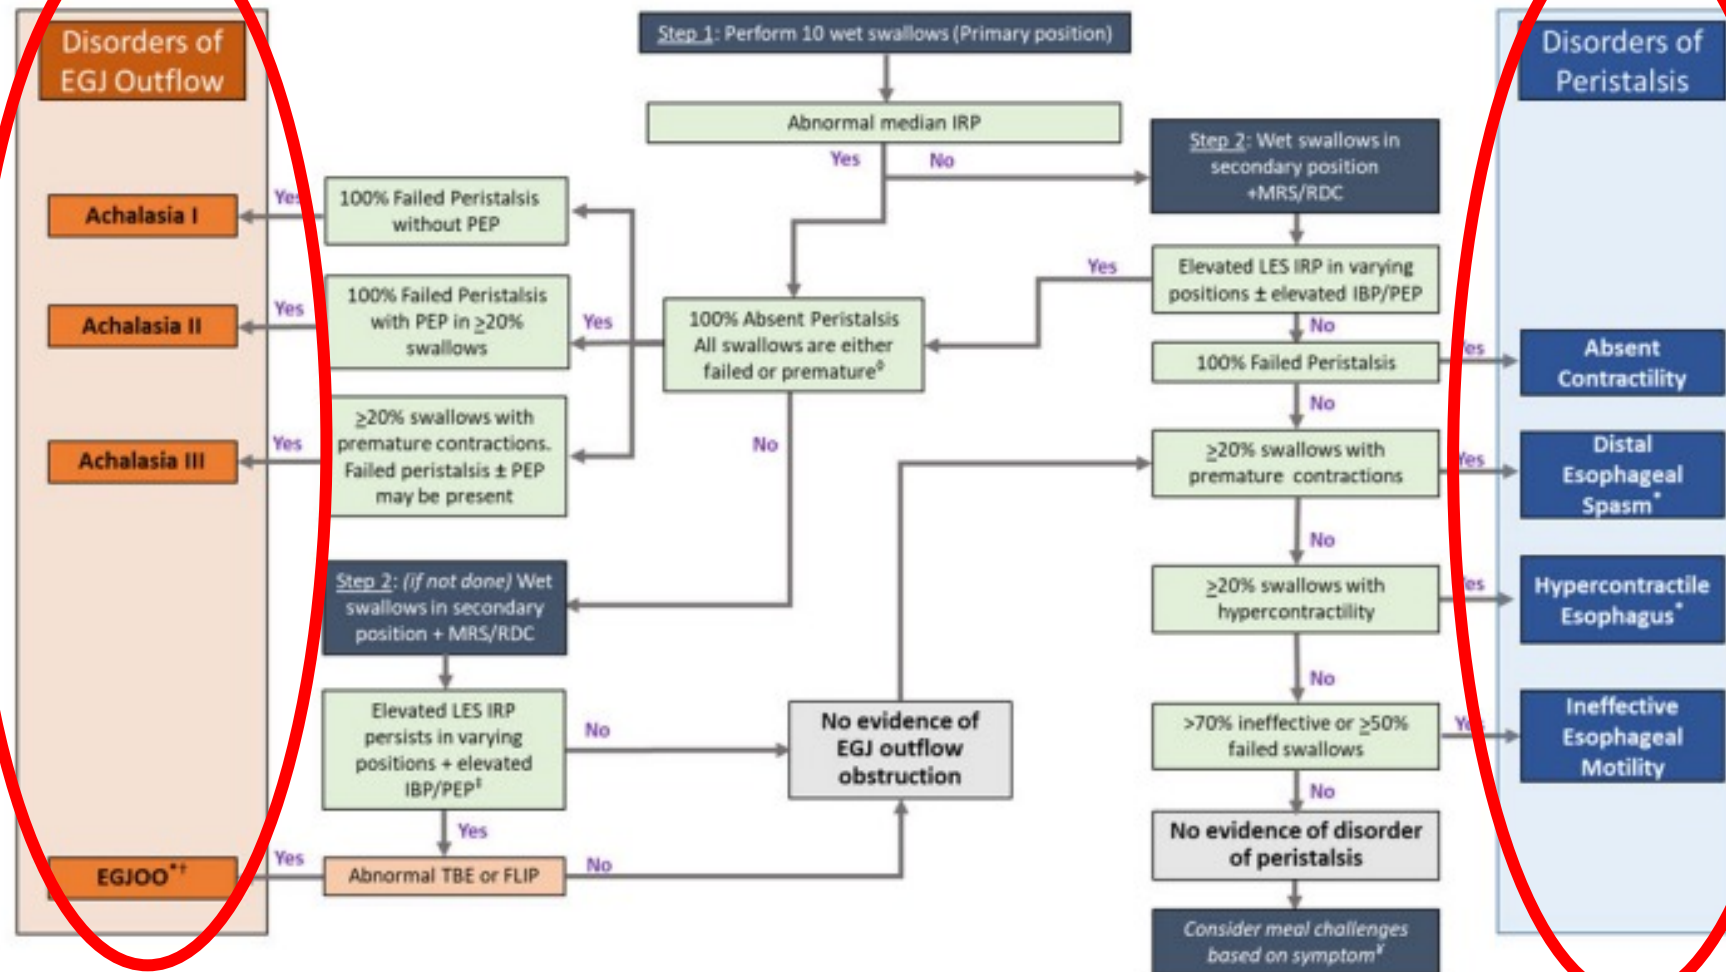 Disorders of
EGJ Outflow
Achalasia I
Achalasia II
Achalasia III
EGJOO*†
Yes
Yes
Yes
Yes
100% Failed Peristalsis
without PEP
100% Failed Peristalsis
with PEP in ≥20%
swallows
≥20% swallows with
premature contractions.
Failed peristalsis ± PEP
may be present
Step 2: (if not done) Wet
swallows in secondary
position + MRS/RDC
Elevated LES IRP
persists in varying
positions + elevated
IBP/PEP‡
Yes
Abnormal TBE or FLIP
Step 1: Perform 10 wet swallows (Primary position)
Abnormal median IRP
Yes
No
Yes
100% Absent Peristalsis
All swallows are either
failed or premature◊
No
No
No
No evidence of
EGJ outflow
obstruction
Yes
Step 2: Wet swallows in
secondary position
+MRS/RDC
Elevated LES IRP in varying
positions ± elevated IBP/PEP
No
100% Failed Peristalsis
Yes
No
≥20% swallows with
premature contractions
Yes
No
≥20% swallows with
hypercontractility
Yes
No
>70% ineffective or ≥50%
failed swallows
Yes
No
No evidence of disorder
of peristalsis
Consider meal challenges
based on symptom¥
Disorders of
Peristalsis
Absent
Contractility
Distal
Esophageal
Spasm*
Hypercontractile
Esophagus*
Ineffective
Esophageal
Motility